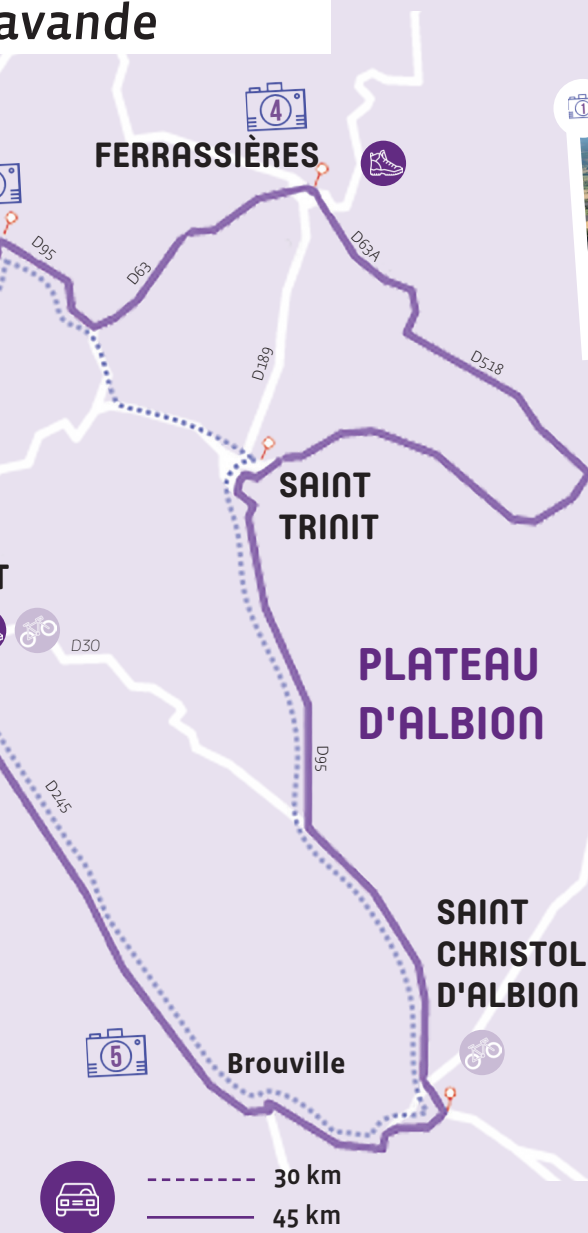 avande
4
FERRASSIÈRES
1
D95
D63
D63A
D189
D518
SAINT
TRINIT
T
D30
PLATEAU
D'ALBION
D95
D245
SAINT
CHRISTOL
D'ALBION
5
Brouville
30 km
45 km